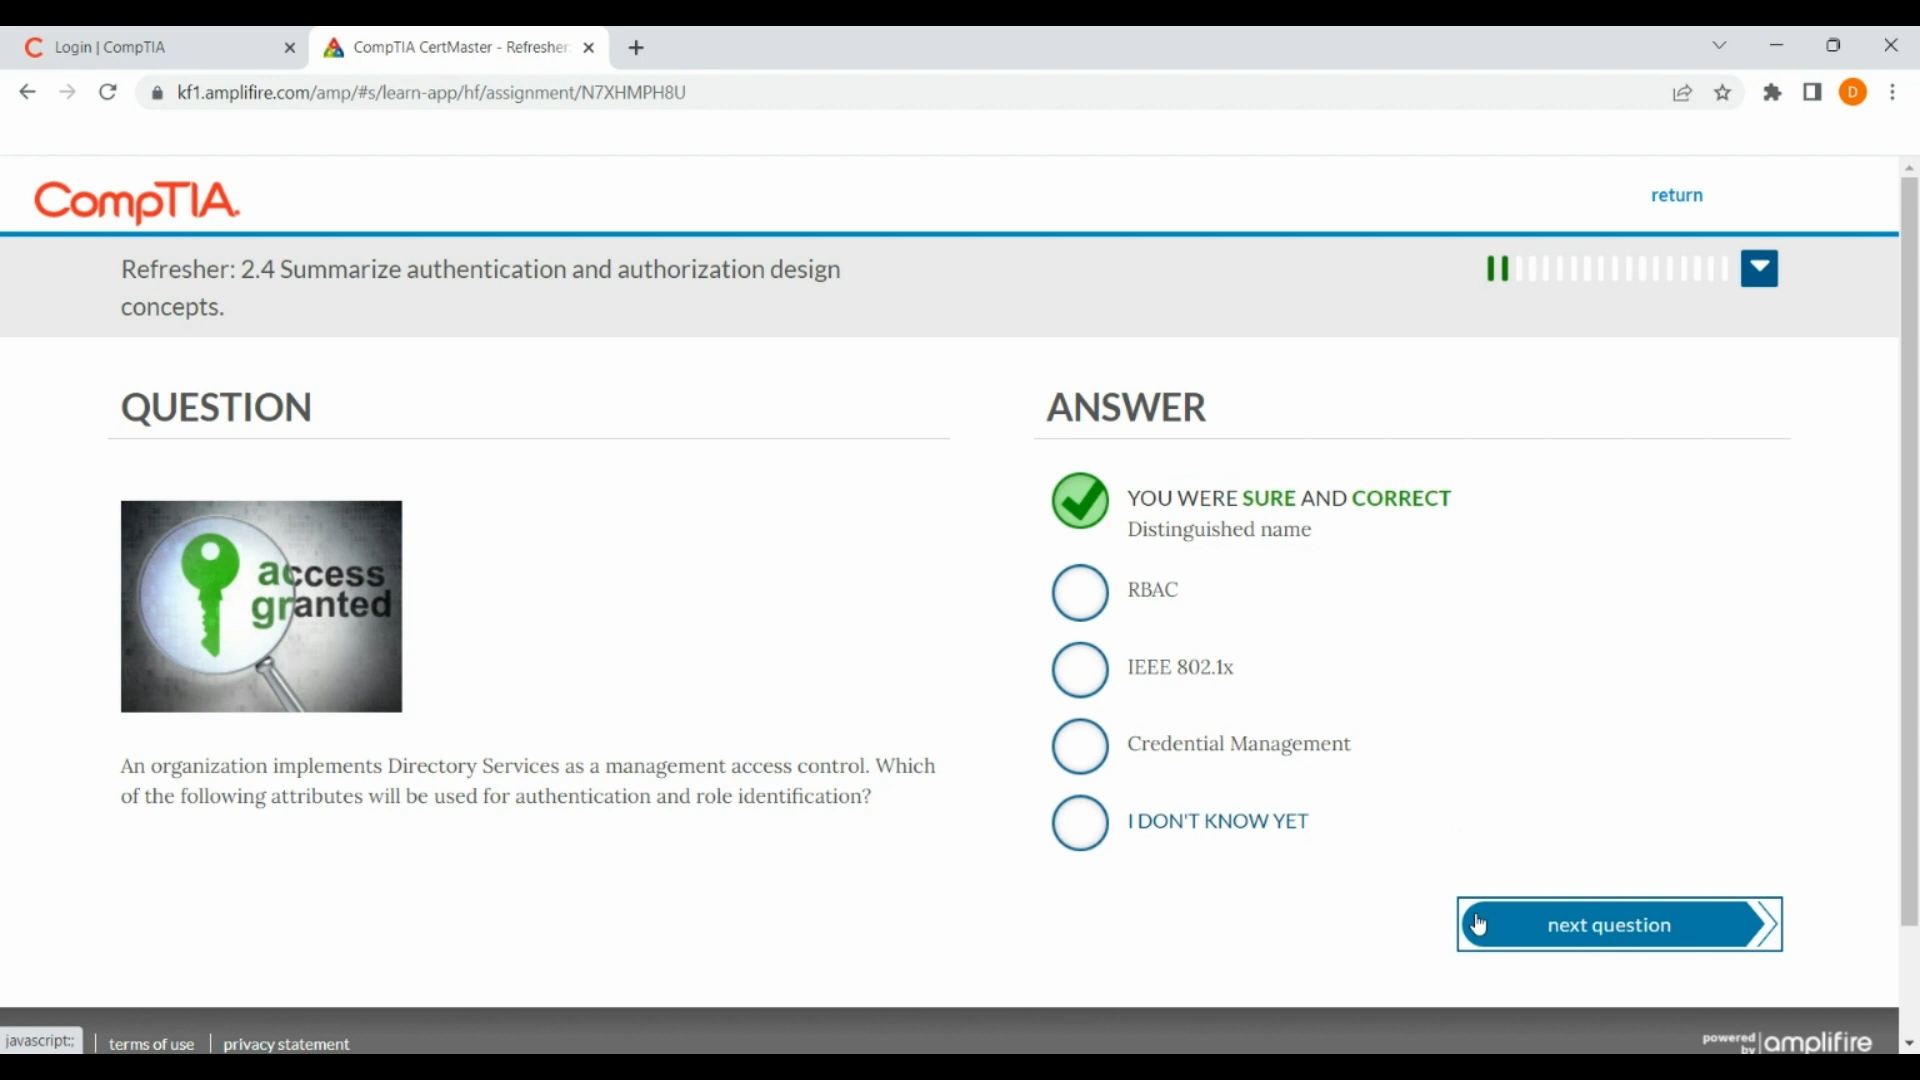 Login | CompTIA
CompTIA CertMaster - Refresher:
kf1.amplifire.com/amp/#s/learn-app/hf/assignment/N7XHMPH8U
D
CompTIA.
return
Refresher: 2.4 Summarize authentication and authorization design
concepts.
QUESTION
access
granted
An organization implements Directory Services as a management access control. Which
of the following attributes will be used for authentication and role identification?
ANSWER
YOU WERE SURE AND CORRECT
Distinguished name
RBAC
IEEE 802.1x
Credential Management
I DON'T KNOW YET
next question
javascript:;
terms of use
privacy statement
powered by amplifire